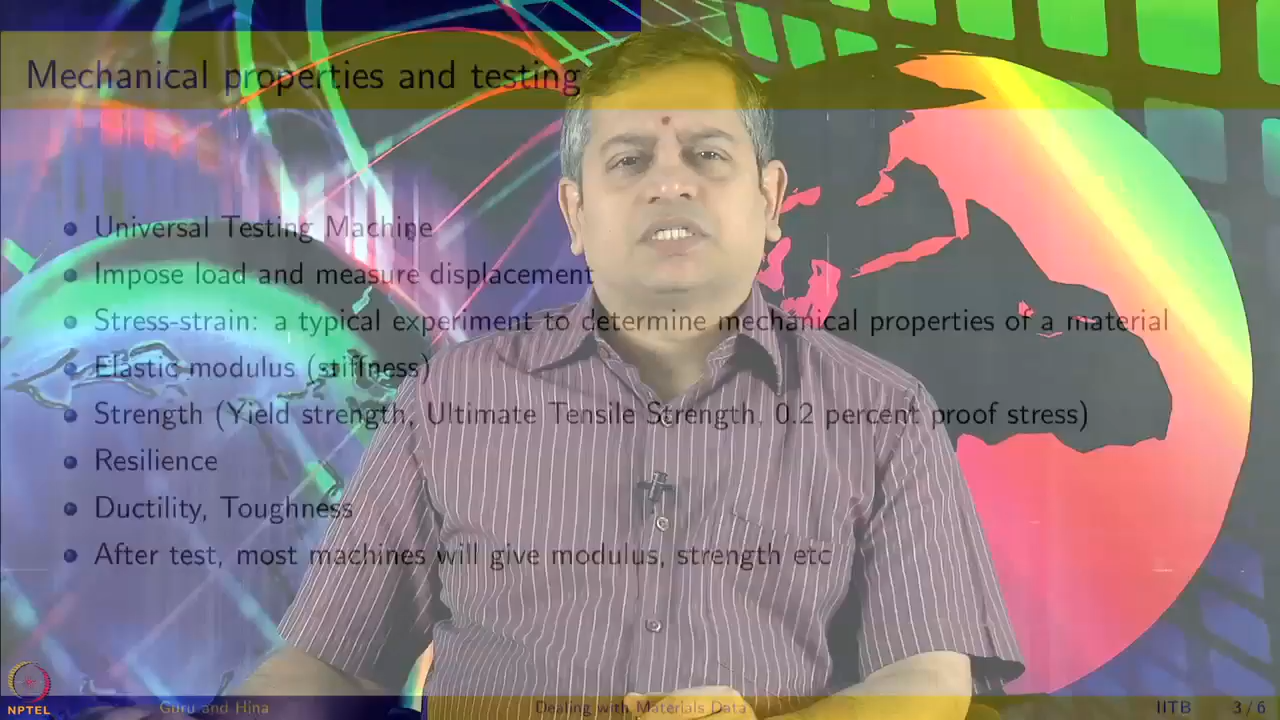 Mechanical properties and testing
Universal Testing Machine
Impose load and measure displacement
Stress-strain: a typical experiment to determine mechanical properties of a material
Elastic modulus (stiffness)
Strength (Yield strength, Ultimate Tensile Strength, 0.2 percent proof stress)
Resilience
Ductility, Toughness
After test, most machines will give modulus, strength etc
NPTEL
Guru and Hina
Dealing with Materials Data
IITB
3 / 6